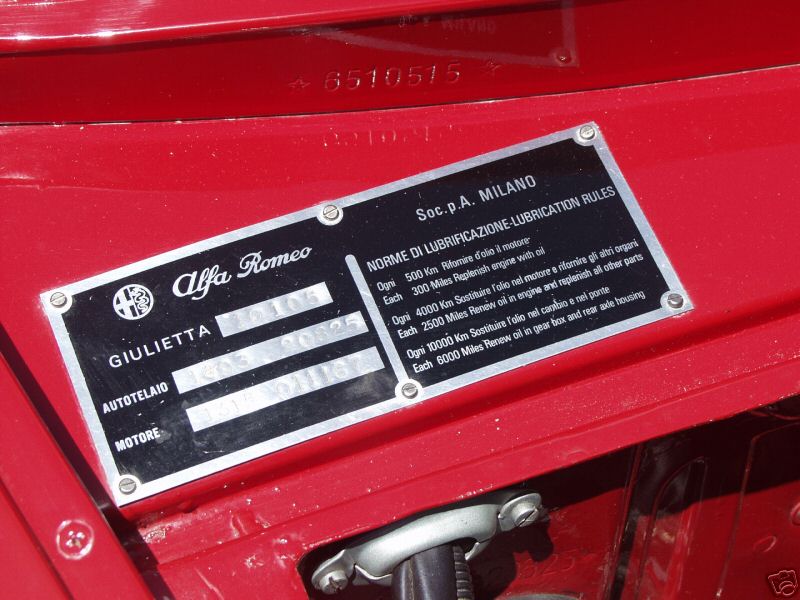 6510515
Alfa Romeo
GIULIETTA 10105
AUTOTELAIO
MOTORE
Soc.p.A. MILANO
NORME DI LUBRIFICAZIONE-LUBRICATION RULES
Ogni 500 Km Rifornire d'olio il motore
Each 300 Miles Replenish engine with oil
Ogni 4000 Km Sostituire l'olio nel motore e rifornire gli altri organi
Each 2500 Miles Renew oil in engine and replenish all other parts
Ogni 10000 Km Sostituire l'olio nel cambio e nel ponte
Each 6000 Miles Renew oil in gear box and rear axle housing